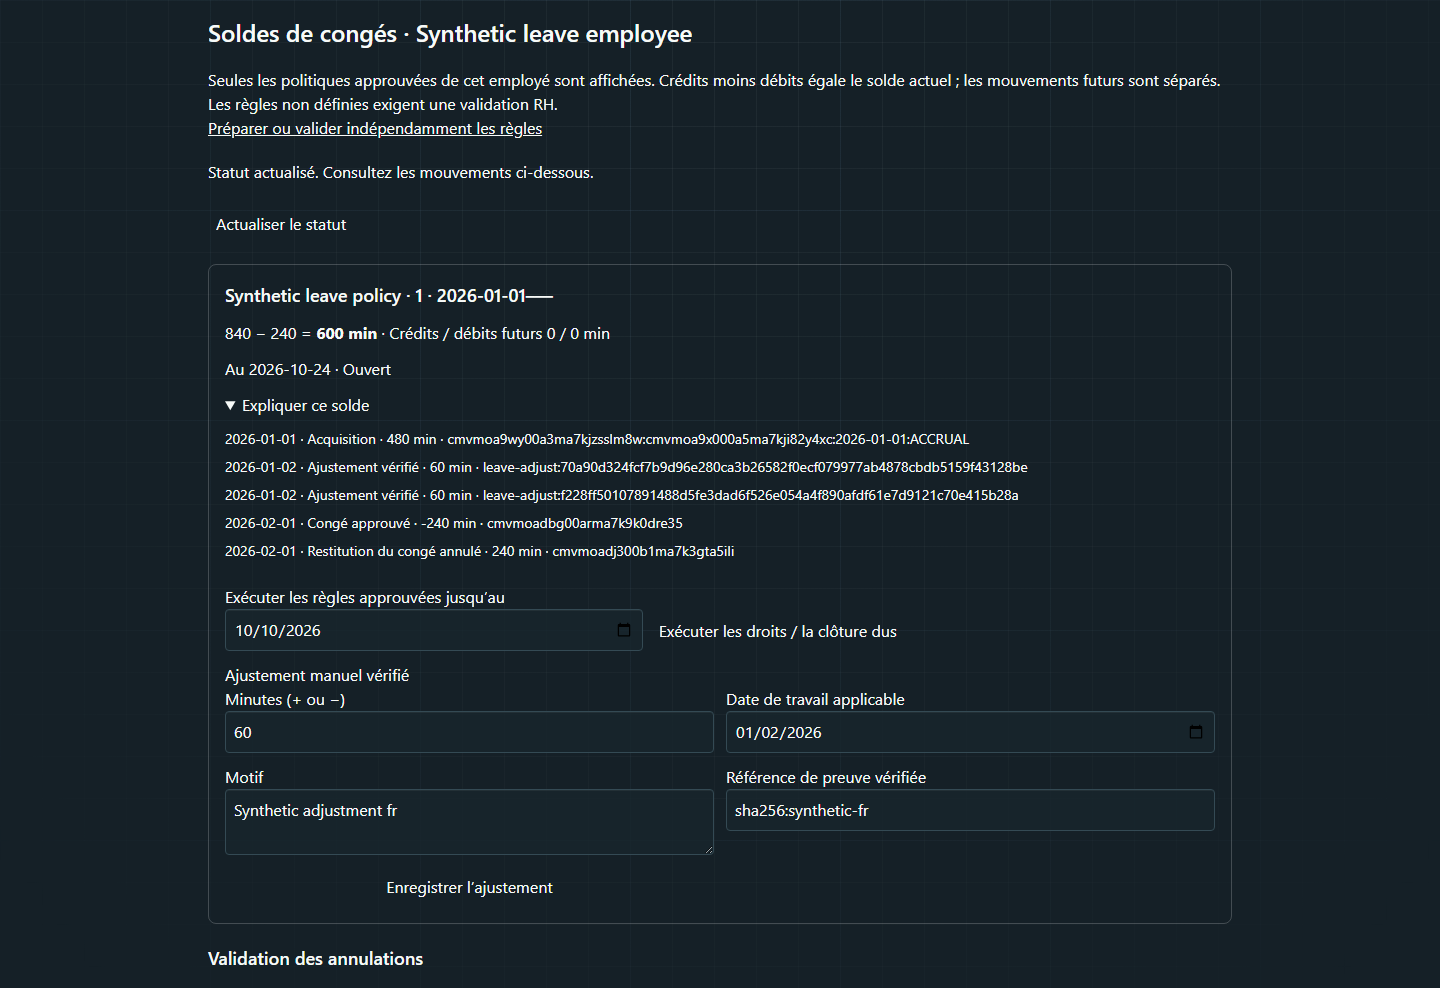 Soldes de congés · Synthetic leave employee
Seules les politiques approuvées de cet employé sont affichées. Crédits moins débits égale le solde actuel ; les mouvements futurs sont séparés.
Les règles non définies exigent une validation RH.
Préparer ou valider indépendamment les règles
Statut actualisé. Consultez les mouvements ci-dessous.
Actualiser le statut
Synthetic leave policy · 1 · 2026-01-01——
840 − 240 = 600 min · Crédits / débits futurs 0 / 0 min
Au 2026-10-24 · Ouvert
▼ Expliquer ce solde
2026-01-01 · Acquisition · 480 min · cmvmoa9wy00a3ma7kjzsslm8w:cmvmoa9x000a5ma7kji82y4xc:2026-01-01:ACCRUAL
2026-01-02 · Ajustement vérifié · 60 min · leave-adjust:70a90d324fcf7b9d96e280ca3b26582f0ecf079977ab4878cbdb5159f43128be
2026-01-02 · Ajustement vérifié · 60 min · leave-adjust:f228ff50107891488d5fe3dad6f526e054a4f890afdf61e7d9121c70e415b28a
2026-02-01 · Congé approuvé · -240 min · cmvmoadbg00arma7k9k0dre35
2026-02-01 · Restitution du congé annulé · 240 min · cmvmoadj300b1ma7k3gta5ili
Exécuter les règles approuvées jusqu’au
10/10/2026
Exécuter les droits / la clôture dus
Ajustement manuel vérifié
Minutes (+ ou −)
Date de travail applicable
60
01/02/2026
Motif
Référence de preuve vérifiée
Synthetic adjustment fr
sha256:synthetic-fr
Enregistrer l’ajustement
Validation des annulations